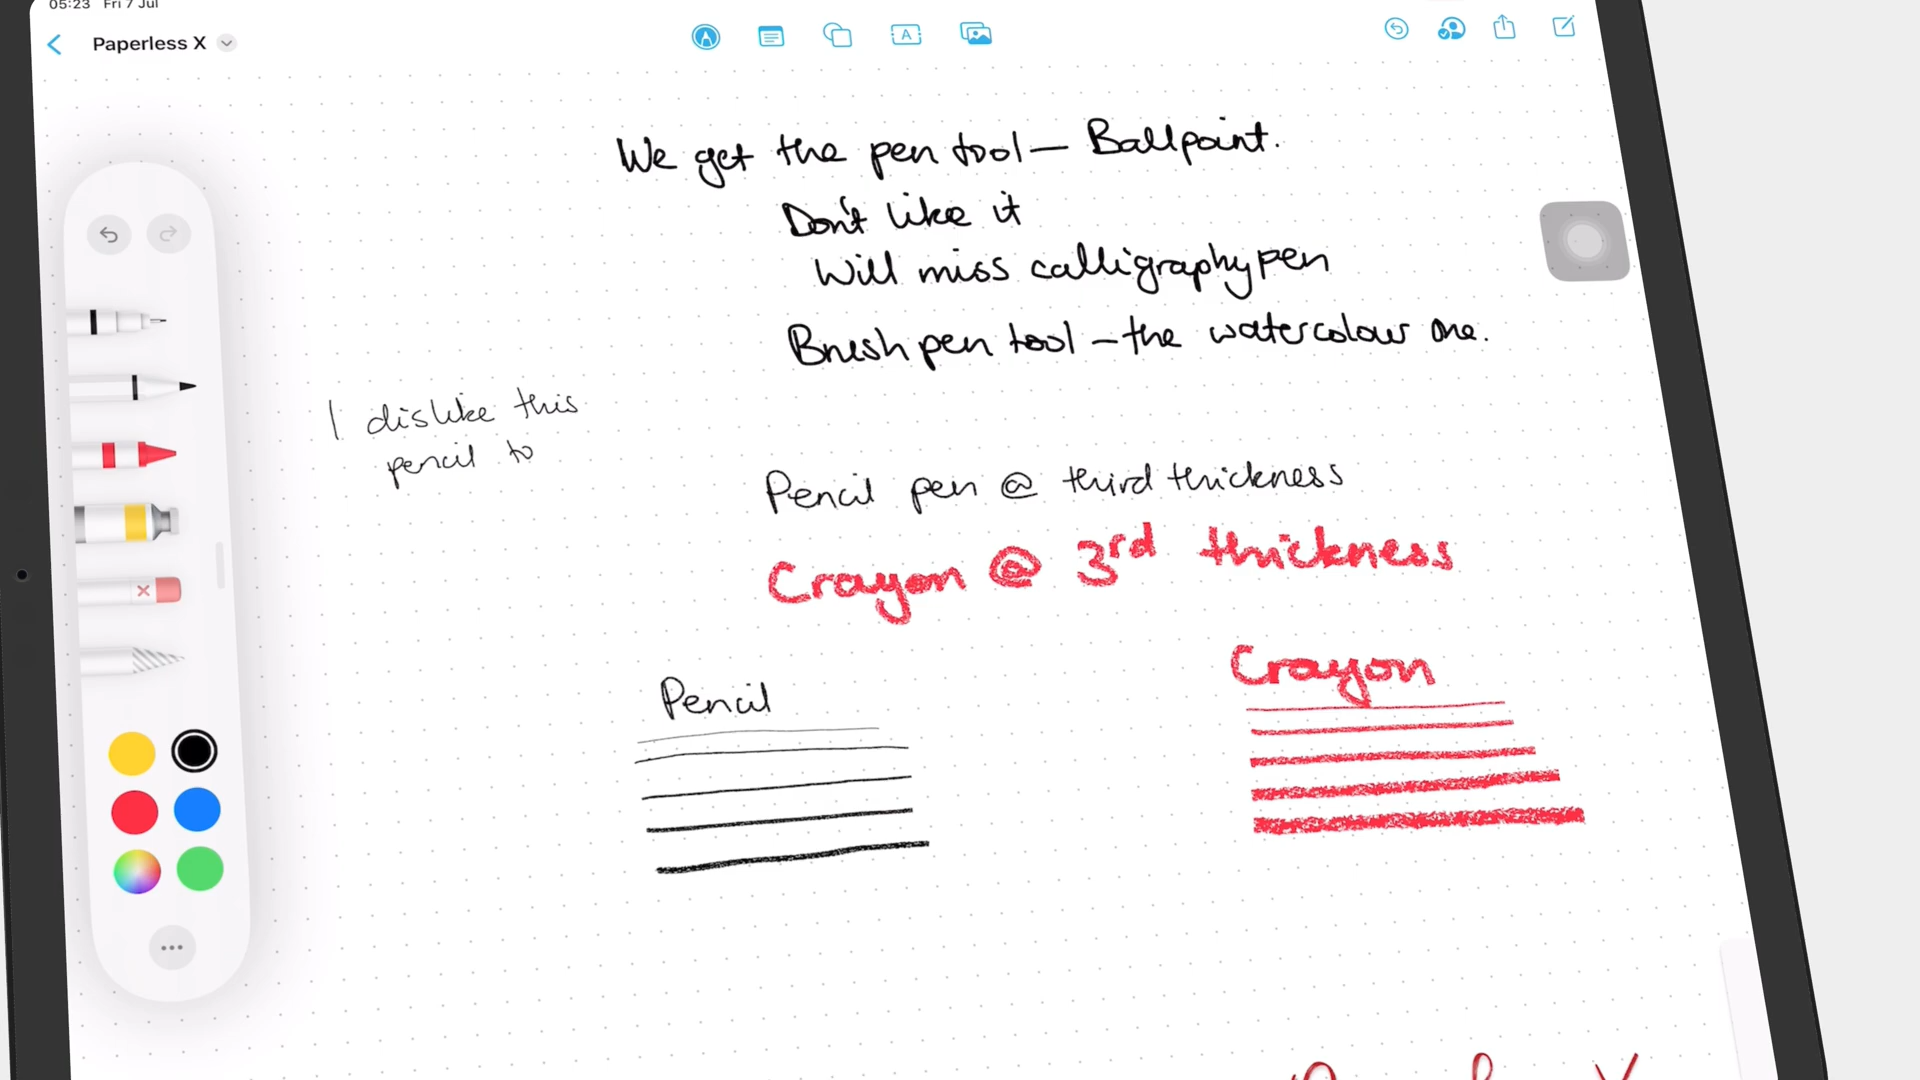 05:23 Fri 7 Jul
Paperless X
A
We get the pen tool — Ballpoint.
Don't like it
Will miss calligraphy pen
Brush pen tool – the watercolour one.
I dislike this
pencil to
Pencil pen @ third thickness
Crayon @ 3rd thickness
Pencil
Crayon